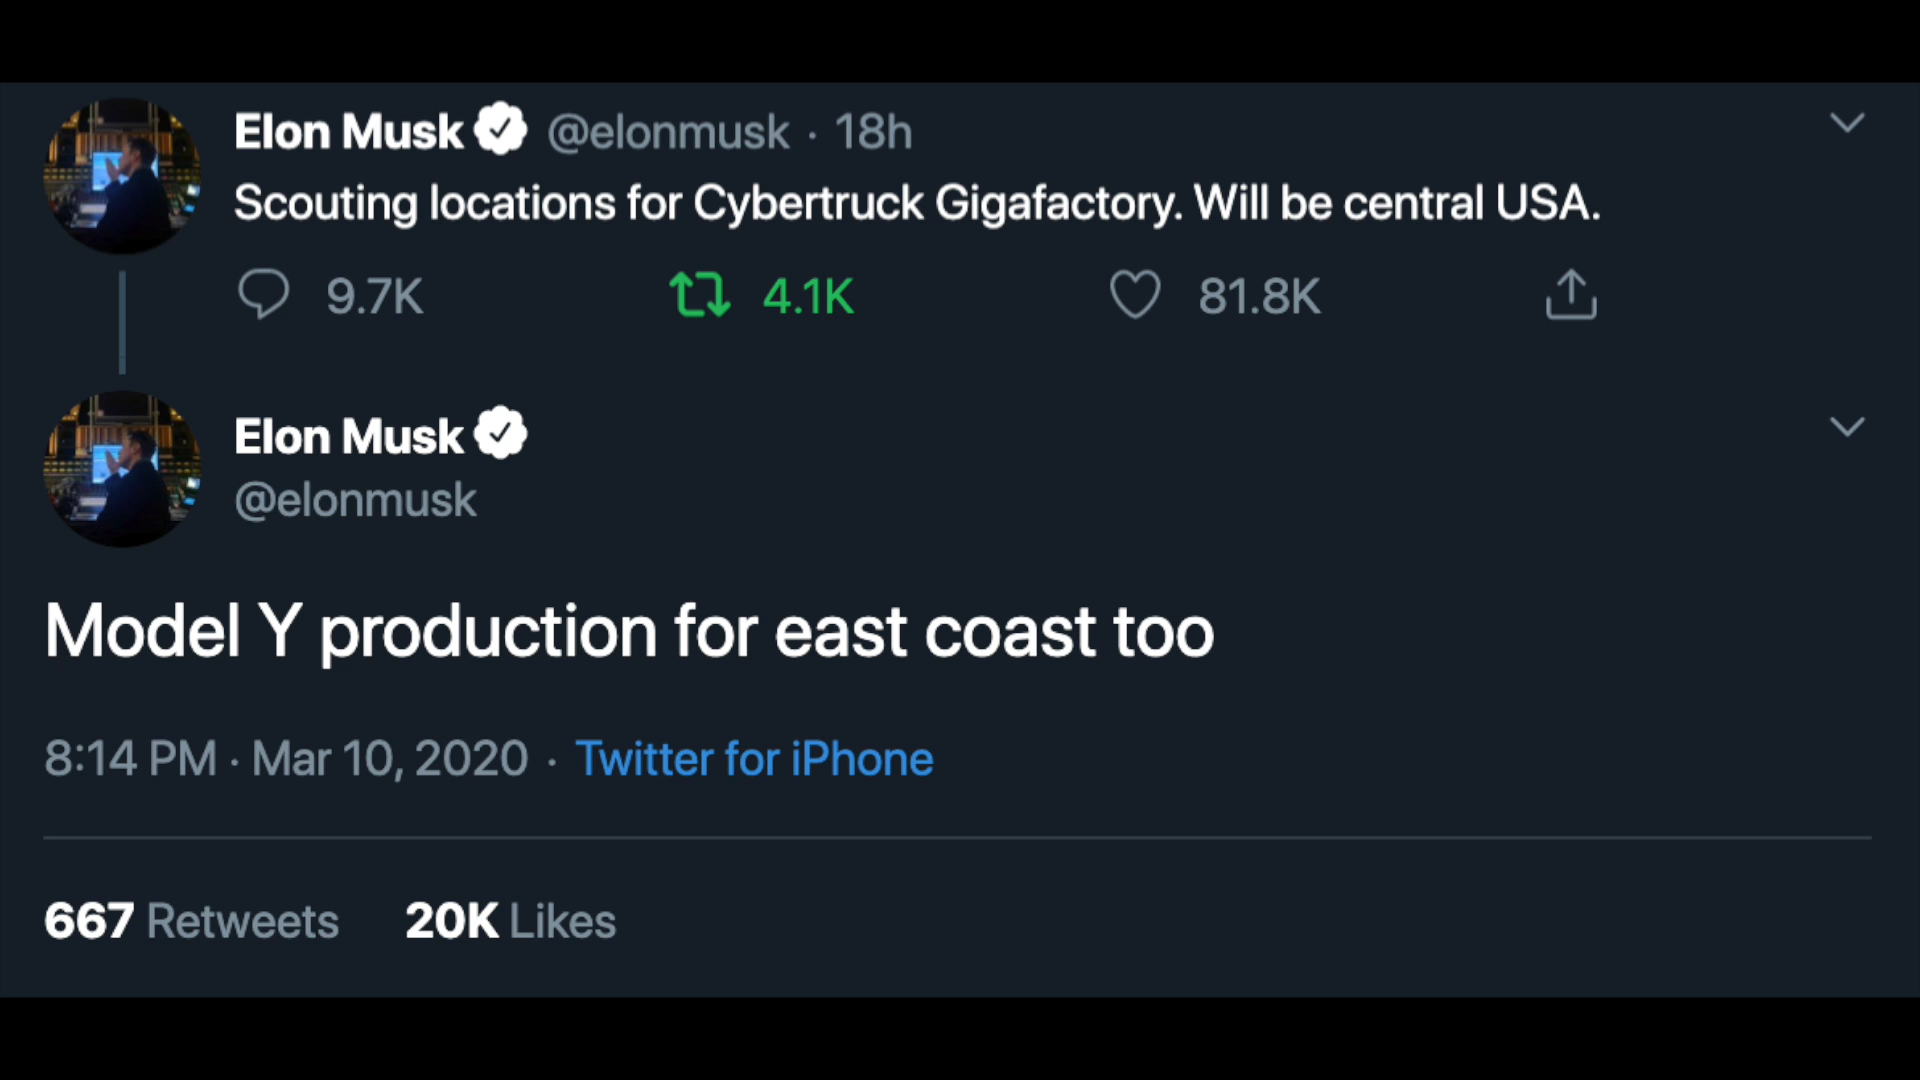 Elon Musk @elonmusk · 18h
Scouting locations for Cybertruck Gigafactory. Will be central USA.
9.7K 4.1K 81.8K
Elon Musk
@elonmusk
Model Y production for east coast too
8:14 PM · Mar 10, 2020 · Twitter for iPhone
667 Retweets 20K Likes